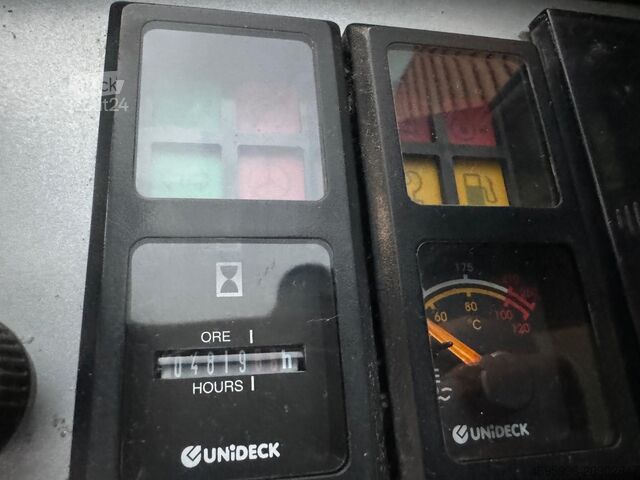 ORE
04819 h
HOURS
UNiDECK
175
60 80 100 120
°C
UNiDECK